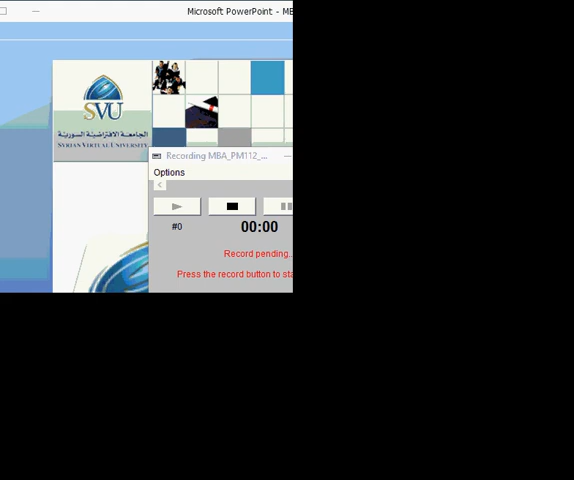 Microsoft PowerPoint - MB
SVU
الجامعة الافتراضية السورية
SYRIAN VIRTUAL UNIVERSITY
Recording MBA_PM112_...
Options
#0
00:00
Record pending..
Press the record button to sta